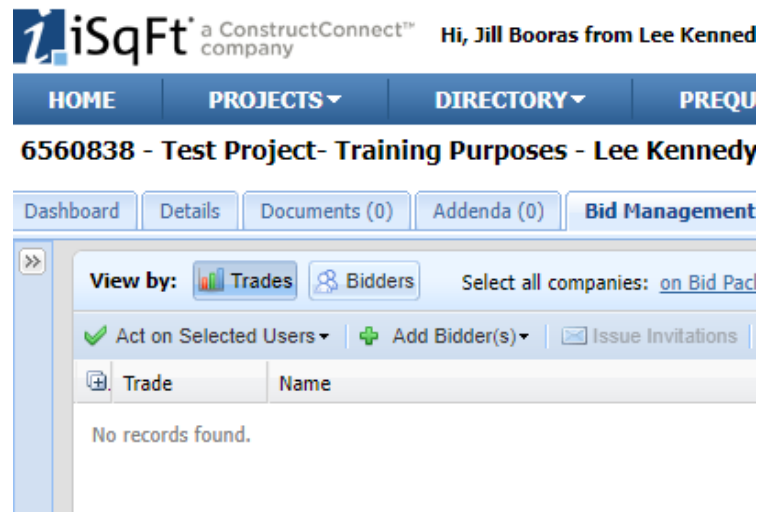 iSqFt a ConstructConnect™ company Hi, Jill Booras from Lee Kenned
HOME PROJECTS DIRECTORY PREQU
6560838 - Test Project- Training Purposes - Lee Kennedy
Dashboard Details Documents (0) Addenda (0) Bid Management
View by: Trades Bidders Select all companies: on Bid Pac
Act on Selected Users Add Bidder(s) Issue Invitations
Trade Name
No records found.